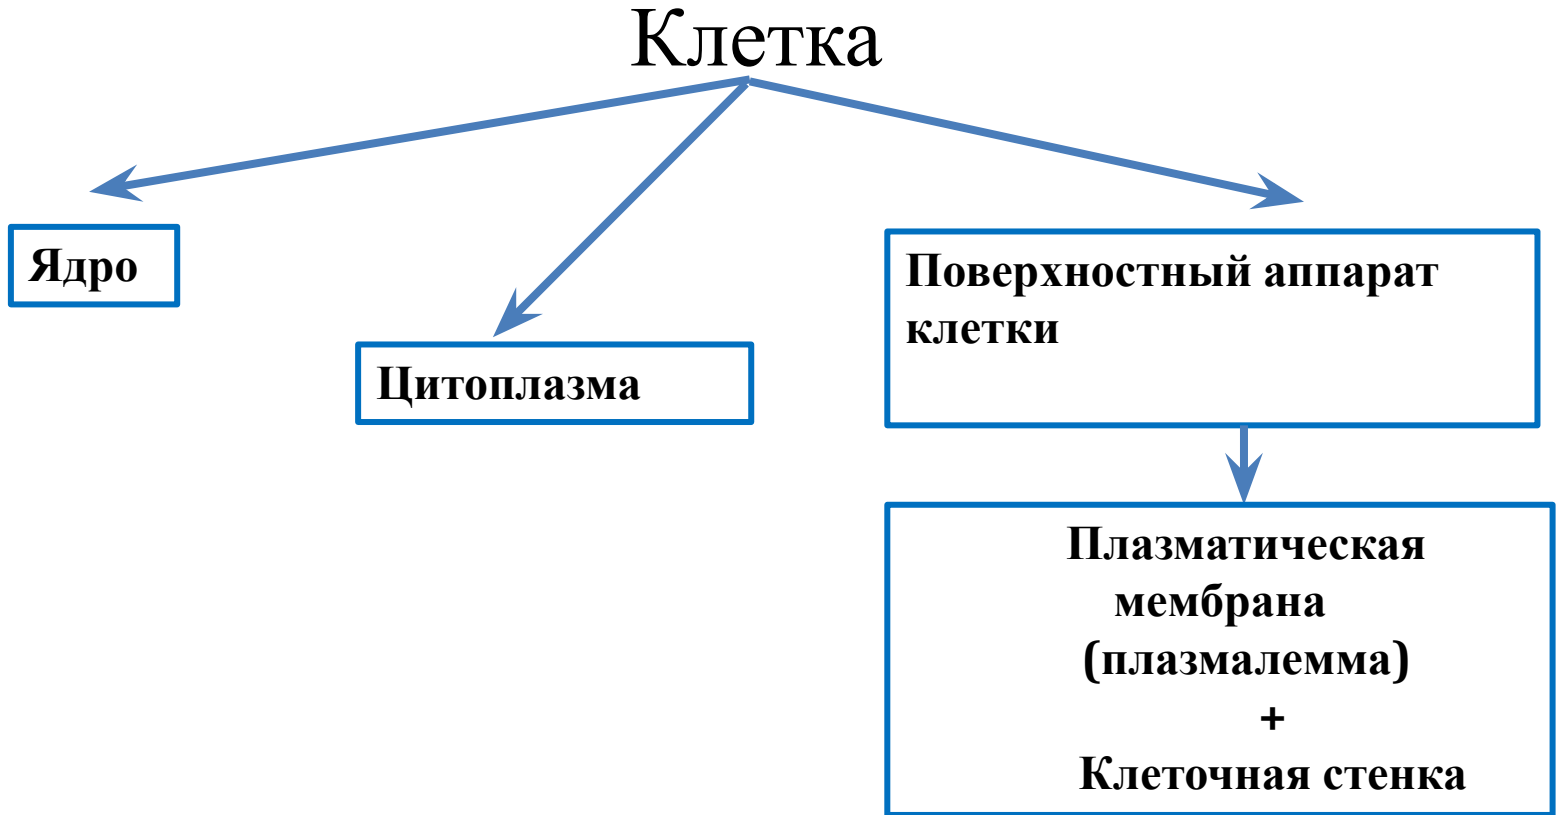 Клетка
Ядро
Цитоплазма
Поверхностный аппарат
клетки
Плазматическая
мембрана
(плазмалемма)
+
Клеточная стенка